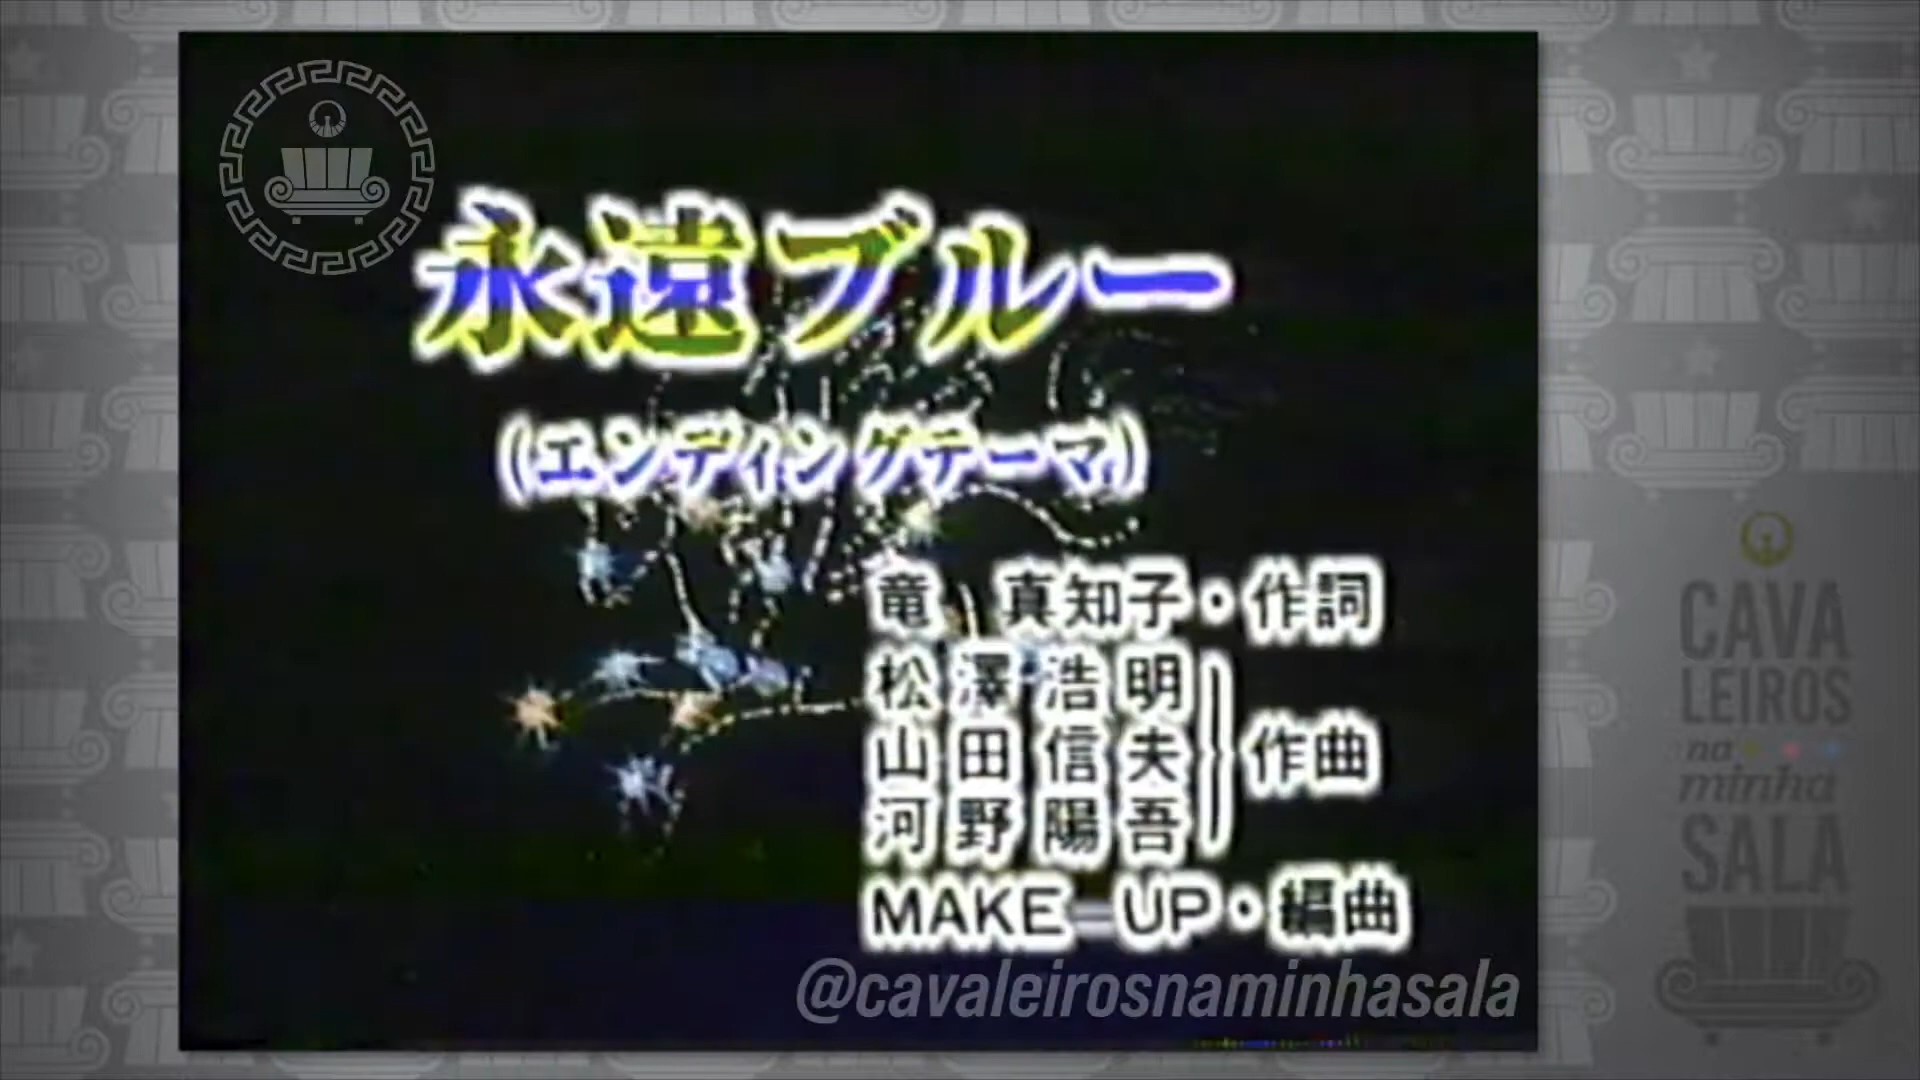 永遠ブルー
(エンディングテーマ)
竜 真知子・作詞
松澤浩明
山田信夫
河野陽吾
作曲
MAKE-UP・編曲
@cavaleirosnaminhasala
CAVA
LEIROS
na
minha
SALA